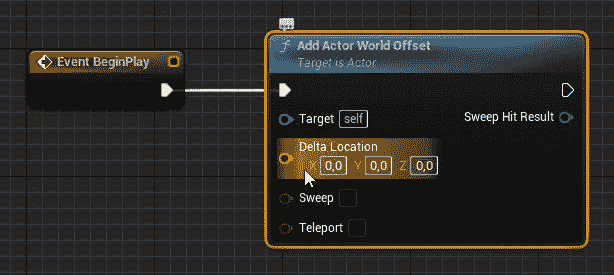 Event BeginPlay
f Add Actor World Offset
Target is Actor
Target self
Sweep Hit Result
Delta Location
X 0,0 Y 0,0 Z 0,0
Sweep
Teleport